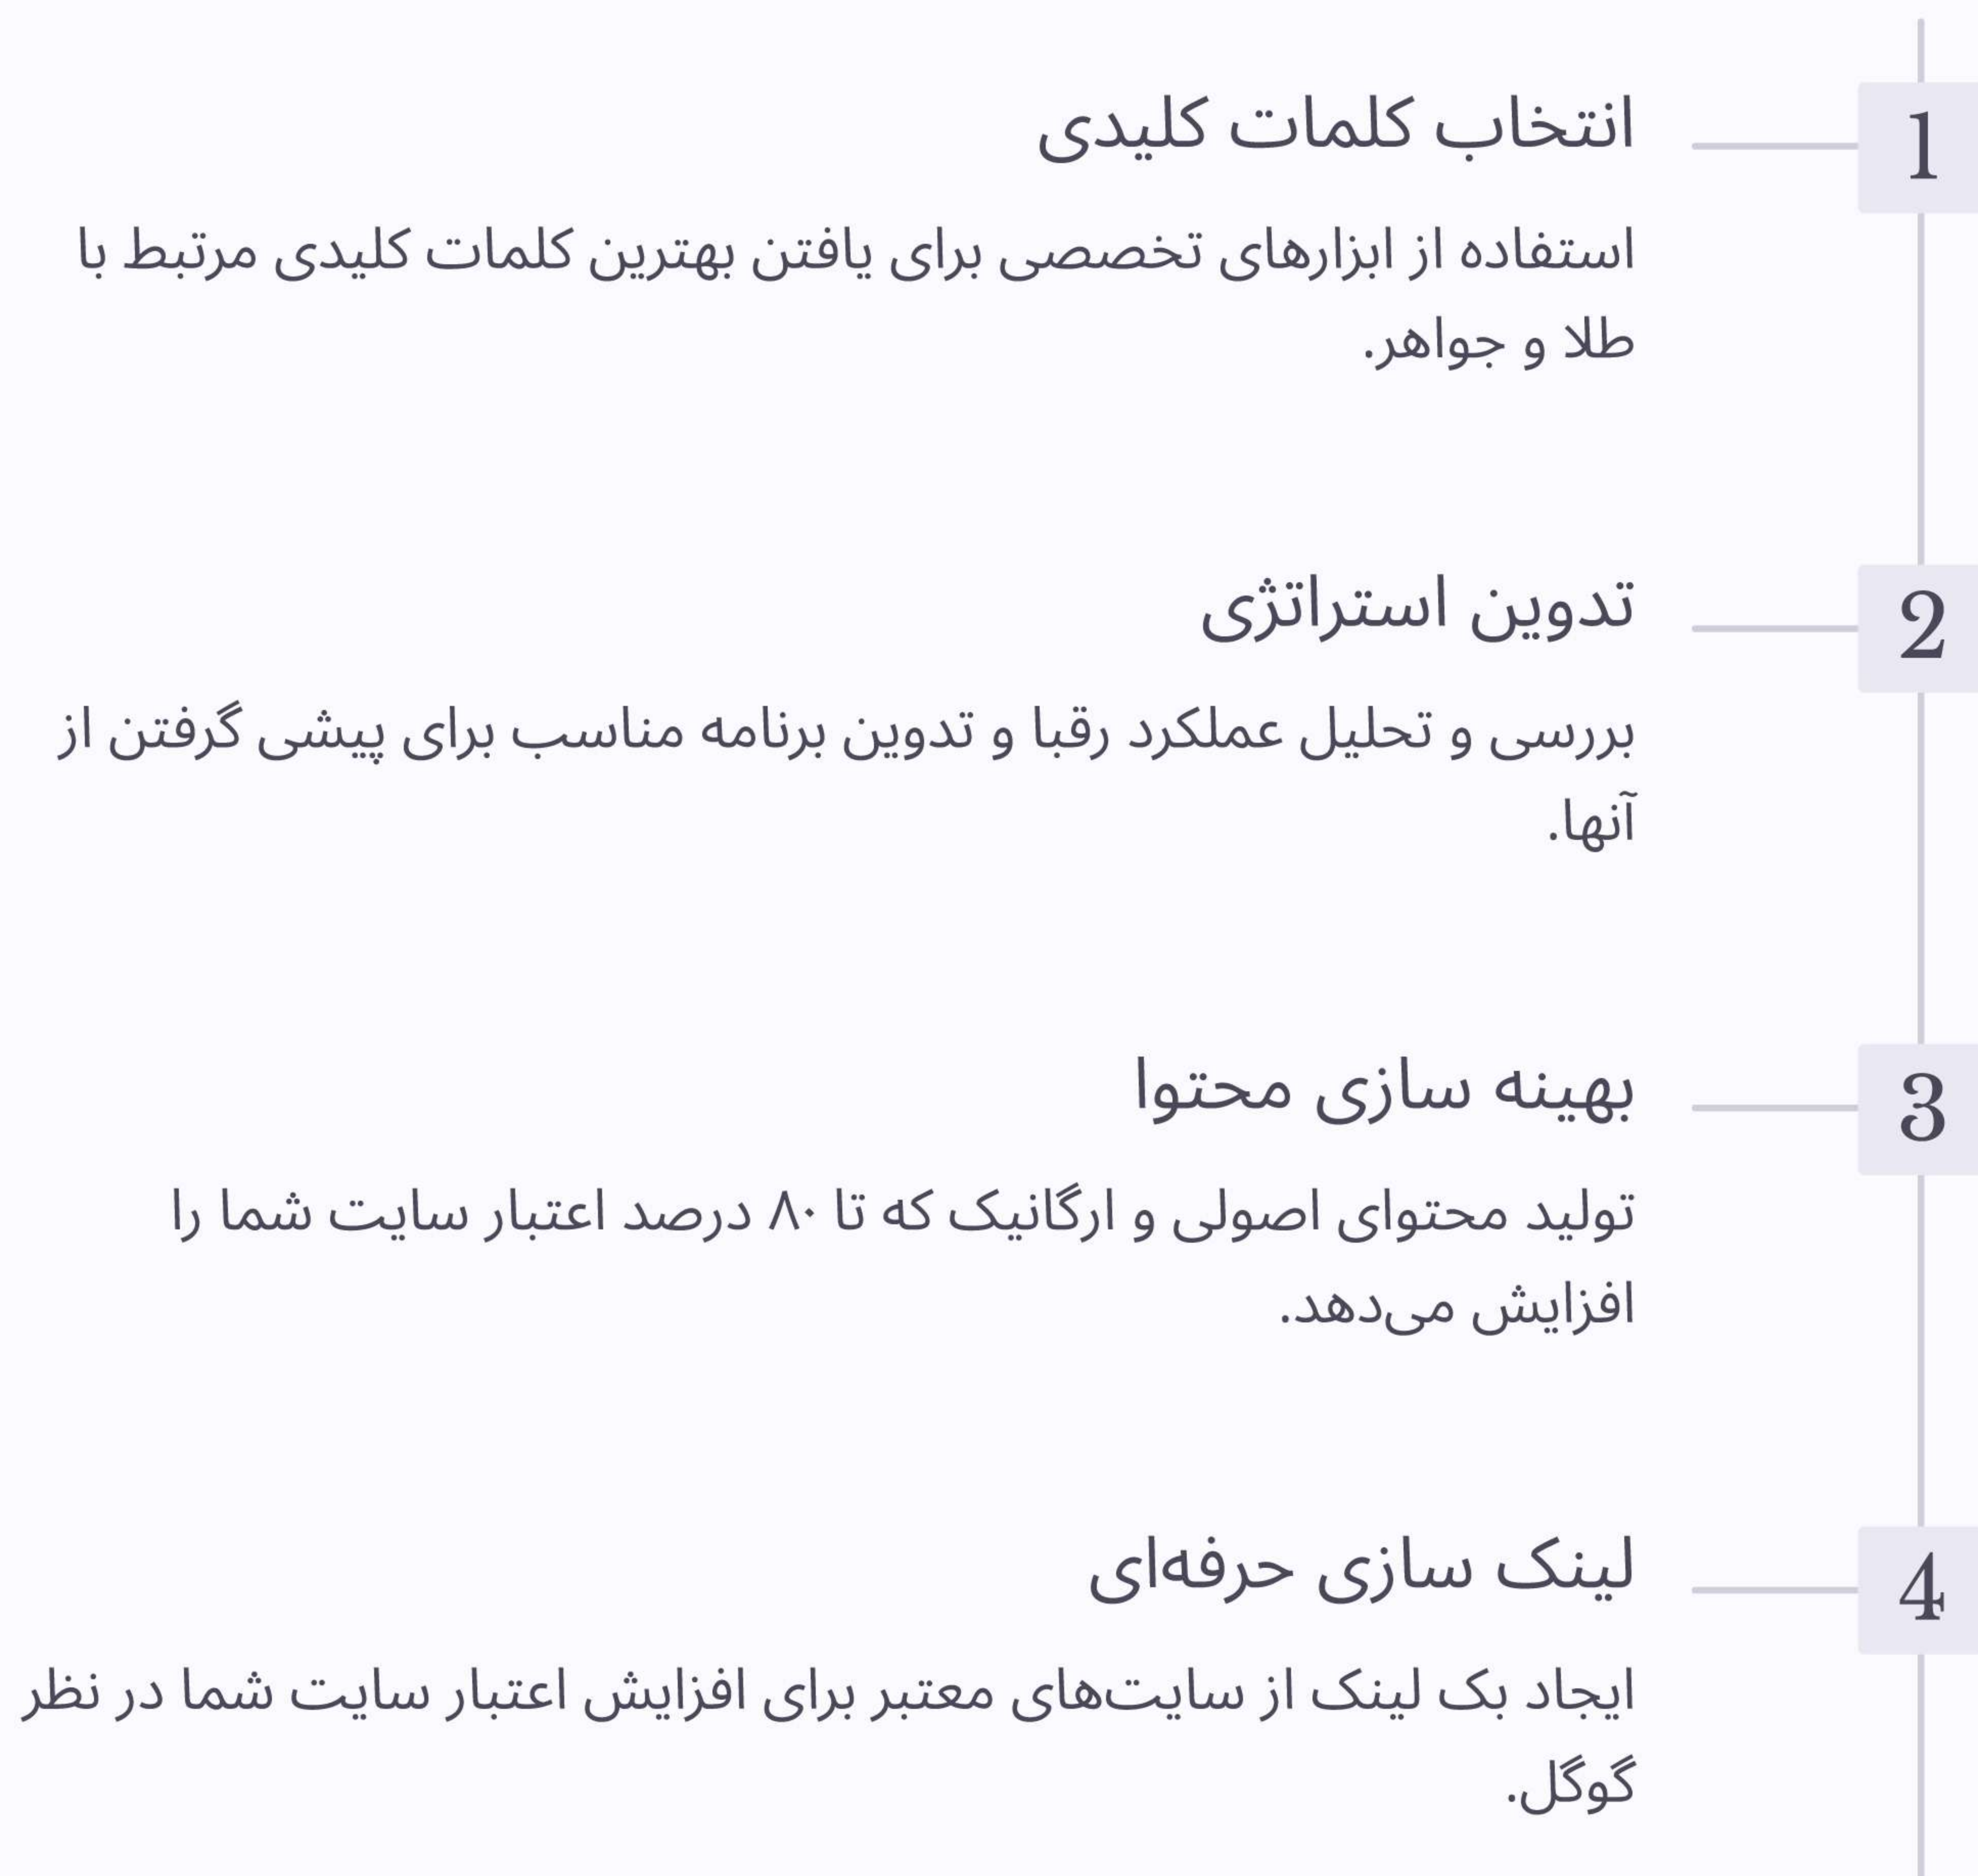 1
انتخاب کلمات کلیدی
استفاده از ابزارهای تخصصی برای یافتن بهترین کلمات کلیدی مرتبط با
طلا و جواهر.
2
تدوین استراتژی
بررسی و تحلیل عملکرد رقبا و تدوین برنامه مناسب برای پیشی گرفتن از
آنها.
3
بهینه سازی محتوا
تولید محتوای اصولی و ارگانیک که تا ۸۰ درصد اعتبار سایت شما را
افزایش می‌دهد.
4
لینک سازی حرفه‌ای
ایجاد بک لینک از سایت‌های معتبر برای افزایش اعتبار سایت شما در نظر
گوگل.